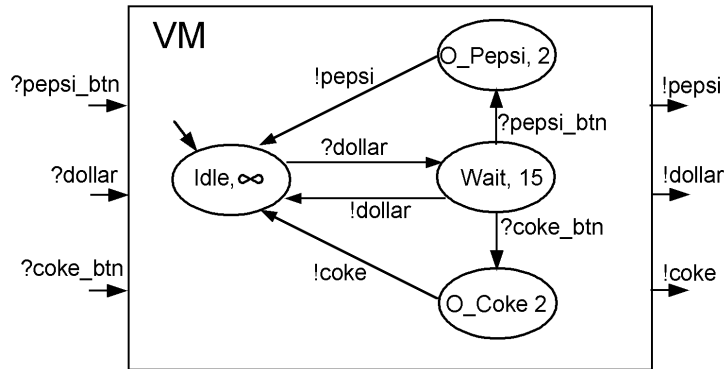 VM
O_Pepsi, 2
!pepsi
?pepsi_btn
!pepsi
?pepsi_btn
?dollar
?dollar
Idle, ∞
Wait, 15
!dollar
!dollar
?coke_btn
?coke_btn
!coke
!coke
O_Coke 2